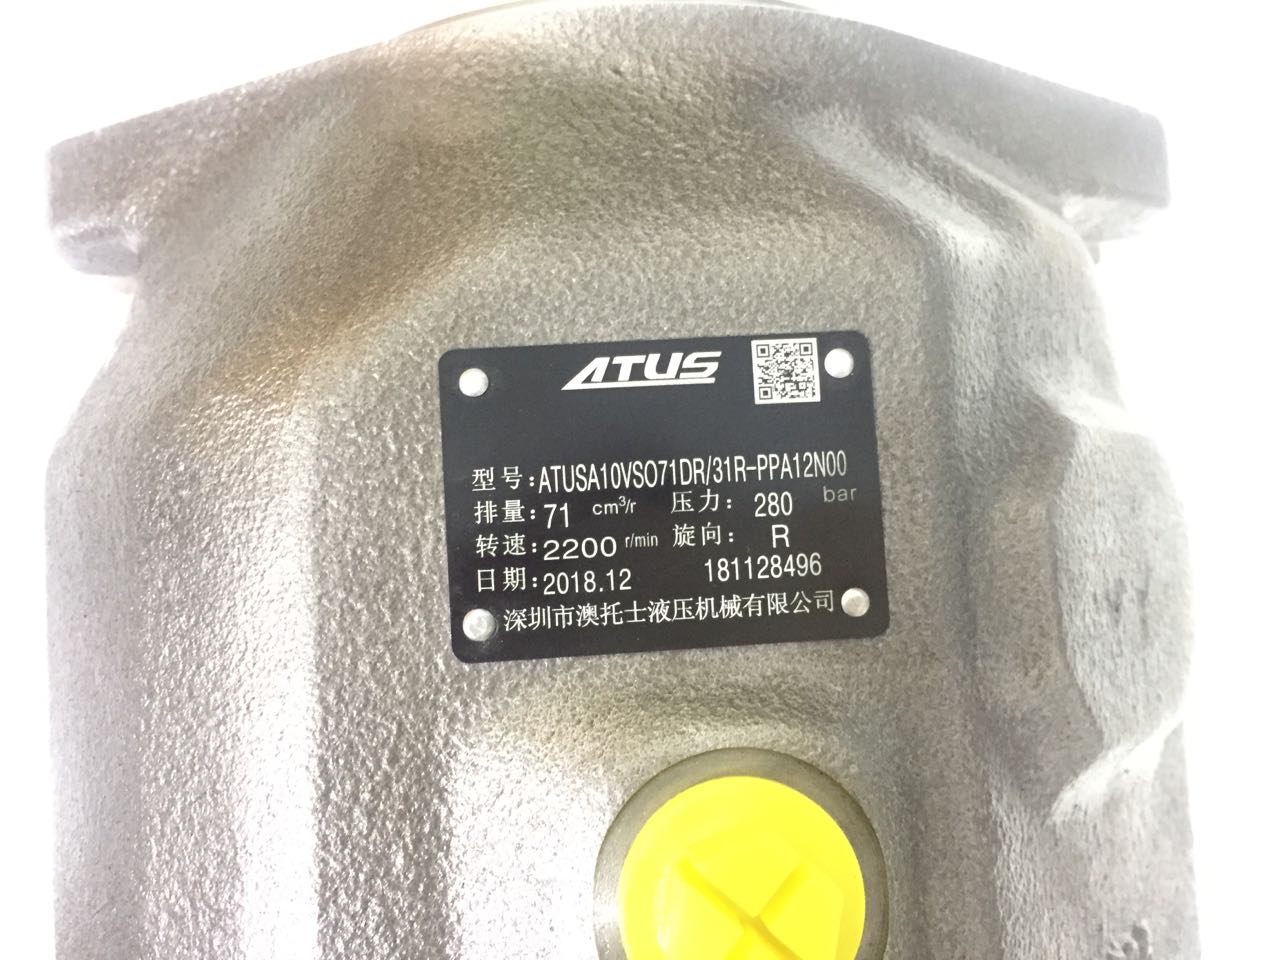 ATUS
型号:ATUSA10VSO71DR/31R-PPA12N00
排量:71 cm³/r 压力:280 bar
转速:2200 r/min 旋向:R
日期:2018.12 181128496
深圳市澳托士液压机械有限公司